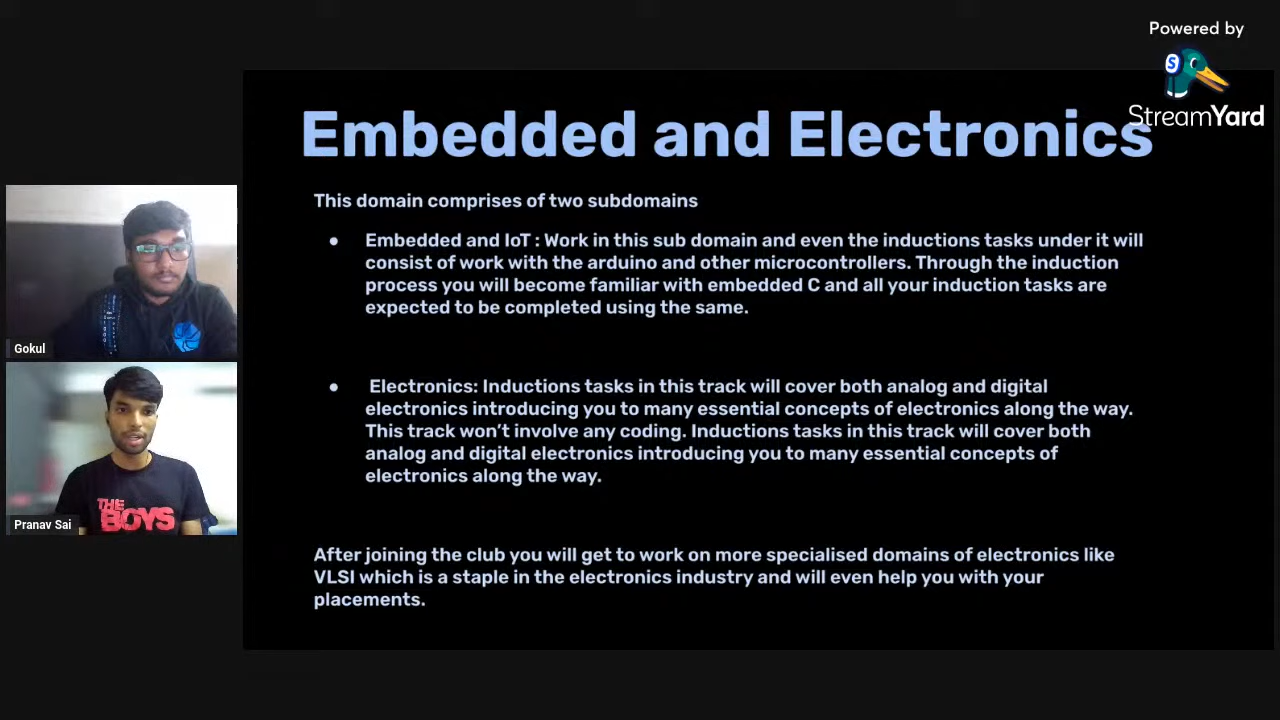 Powered by
StreamYard
Embedded and Electronics
This domain comprises of two subdomains
● Embedded and IoT : Work in this sub domain and even the inductions tasks under it will
consist of work with the arduino and other microcontrollers. Through the induction
process you will become familiar with embedded C and all your induction tasks are
expected to be completed using the same.
● Electronics: Inductions tasks in this track will cover both analog and digital
electronics introducing you to many essential concepts of electronics along the way.
This track won’t involve any coding. Inductions tasks in this track will cover both
analog and digital electronics introducing you to many essential concepts of
electronics along the way.
After joining the club you will get to work on more specialised domains of electronics like
VLSI which is a staple in the electronics industry and will even help you with your
placements.
Gokul
THE
BOYS
Pranav Sai